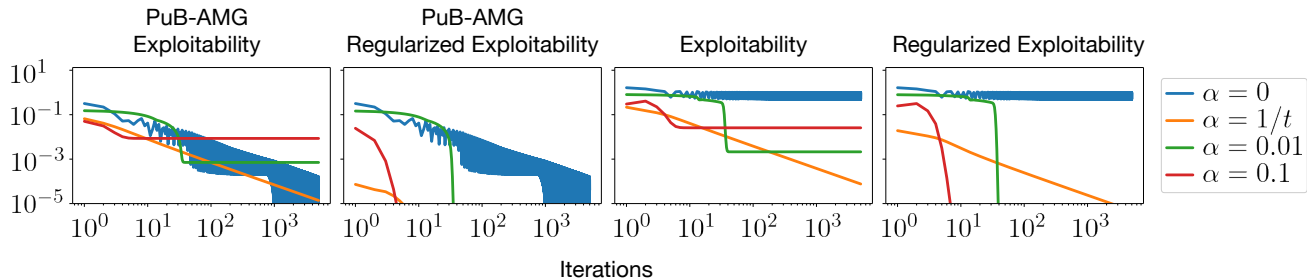 PuB-AMG
Exploitability
PuB-AMG
Regularized Exploitability
Exploitability
Regularized Exploitability
10^1
10^{-1}
10^{-3}
10^{-5}
10^0 10^1 10^2 10^3
10^0 10^1 10^2 10^3
10^0 10^1 10^2 10^3
10^0 10^1 10^2 10^3
Iterations
α = 0
α = 1/t
α = 0.01
α = 0.1